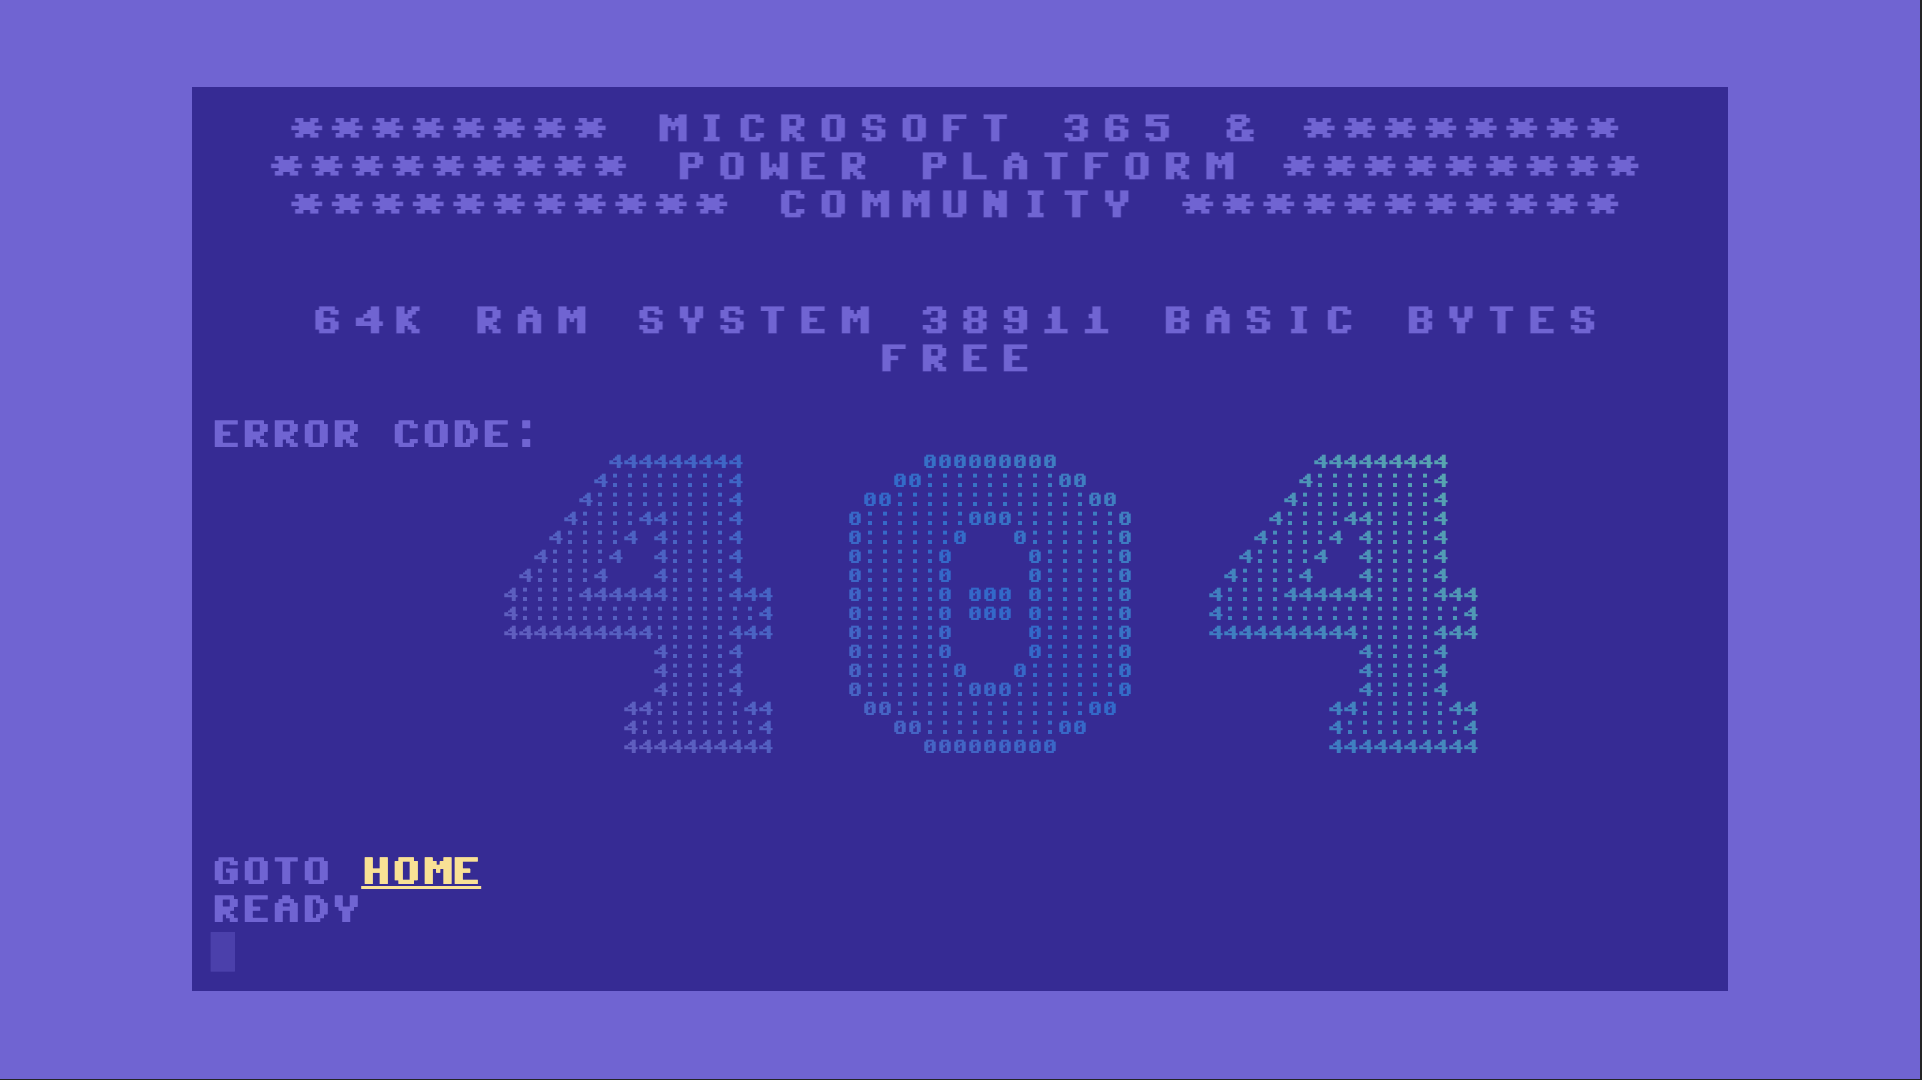 ******** MICROSOFT 365 & ********
********* POWER PLATFORM *********
*********** COMMUNITY ***********
64K RAM SYSTEM 38911 BASIC BYTES
FREE
ERROR CODE:
404
GOTO HOME
READY